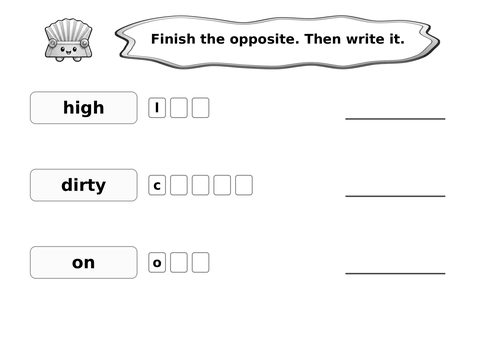 Finish the opposite. Then write it.
high l
dirty c
on o